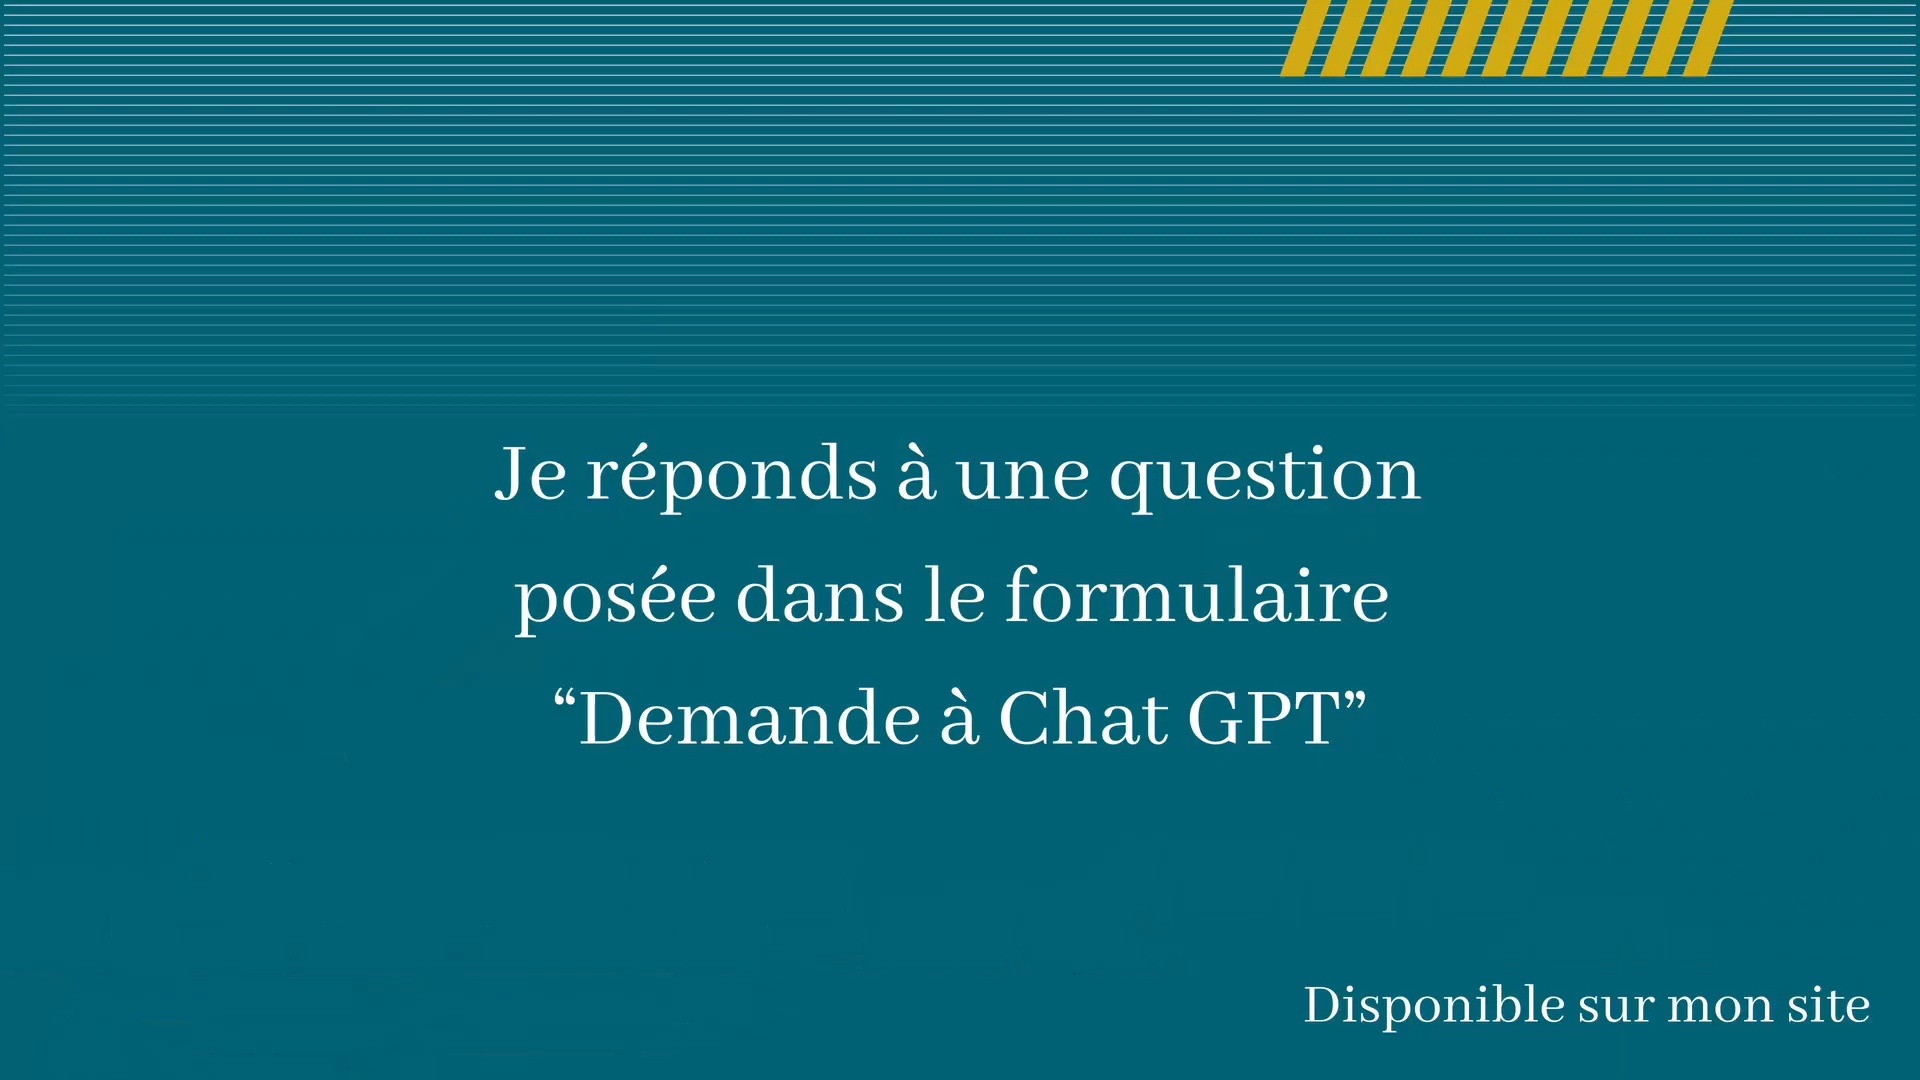 Je réponds à une question
posée dans le formulaire
“Demande à Chat GPT”
Disponible sur mon site